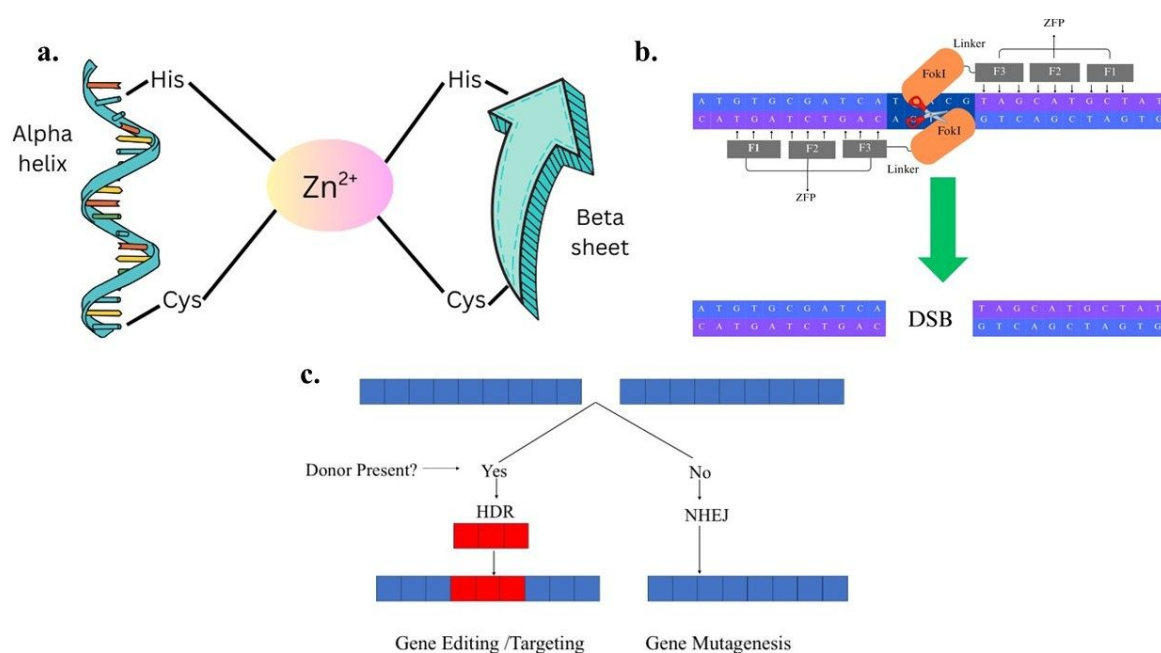 a.
His
His
Alpha
helix
Zn2+
Beta
sheet
Cys
Cys
b.
ZFP
Linker
FokI
F3 F2 F1
A T G T G C G A T C A T A C G T A G C A T G C T A T
C A T G A T C T G A C A G T C A G C T A G T G
FokI
F1 F2 F3
Linker
ZFP
A T G T G C G A T C A
C A T G A T C T G A C
DSB
T A G C A T G C T A T
G T C A G C T A G T G
c.
Donor Present?
Yes
No
HDR
NHEJ
Gene Editing /Targeting
Gene Mutagenesis